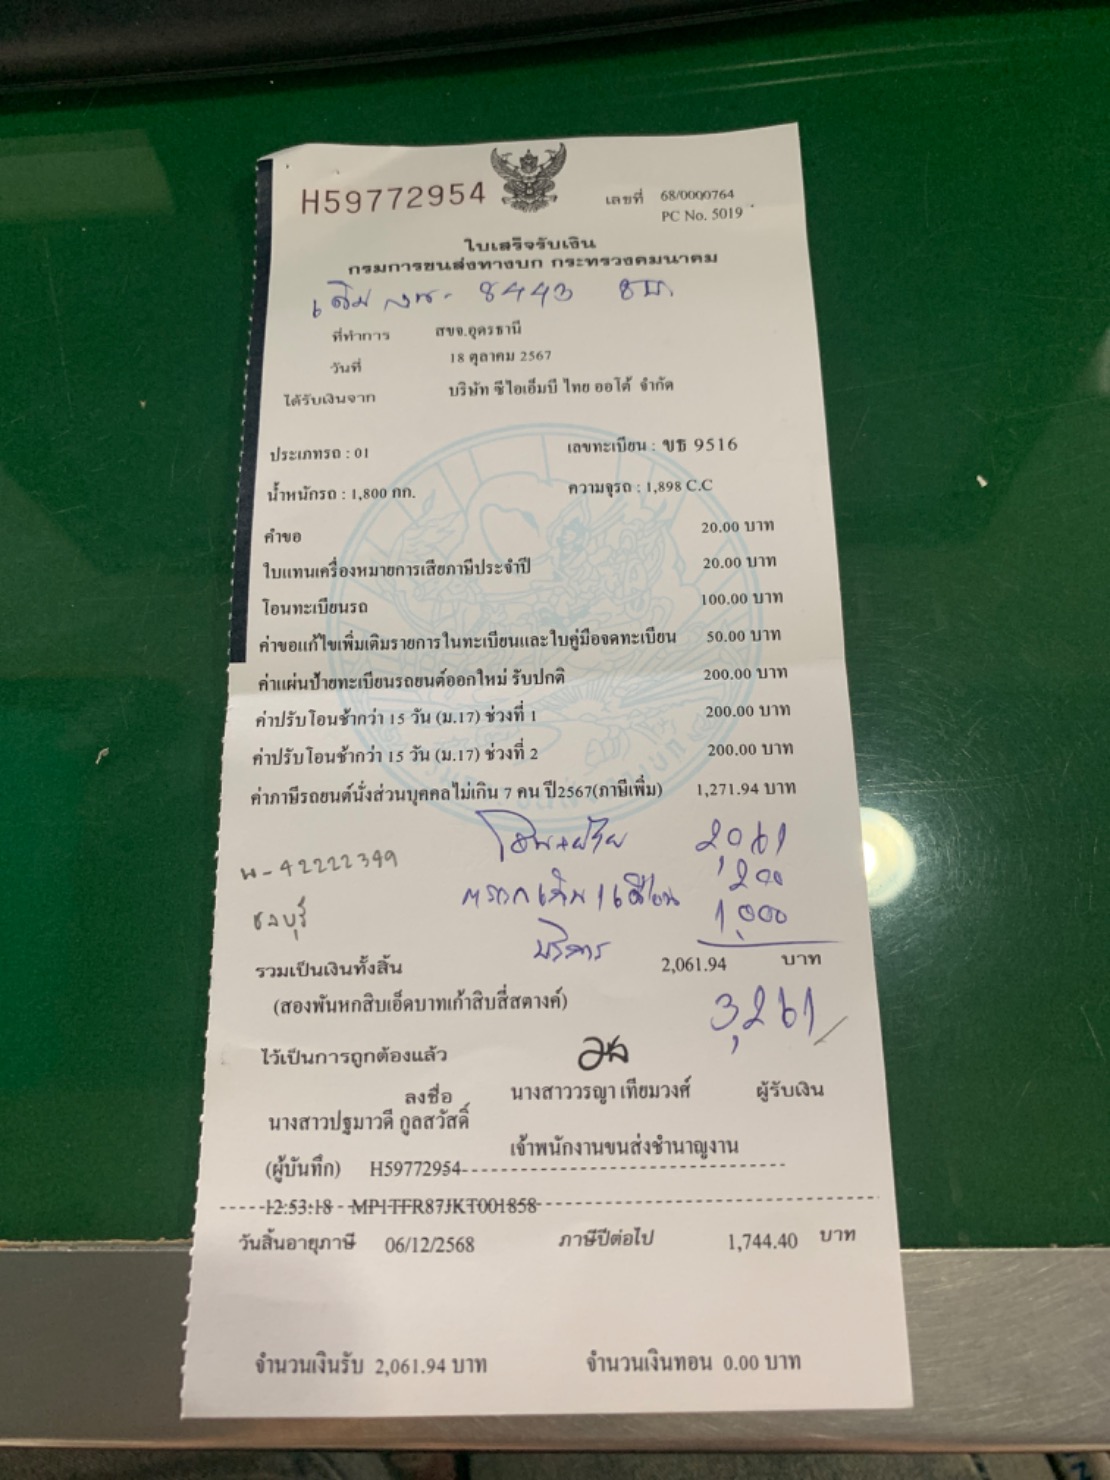 H59772954
เลขที่ 68/0000764
PC No. 5019
ใบเสร็จรับเงิน
กรมการขนส่งทางบก กระทรวงคมนาคม
เดิม 8443 ชบ.
ที่ทำการ สขจ.อุดรธานี
วันที่ 18 ตุลาคม 2567
ได้รับเงินจาก บริษัท ซีไอเอ็มบี ไทย ออโต้ จำกัด
ประเภทรถ : 01 เลขทะเบียน : ขธ 9516
น้ำหนักรถ : 1,800 กก. ความจุรถ : 1,898 C.C
คำขอ 20.00 บาท
ใบแทนเครื่องหมายการเสียภาษีประจำปี 20.00 บาท
โอนทะเบียนรถ 100.00 บาท
ค่าขอแก้ไขเพิ่มเติมรายการในทะเบียนและใบคู่มือจดทะเบียน 50.00 บาท
ค่าแผ่นป้ายทะเบียนรถยนต์ออกใหม่ รับปกติ 200.00 บาท
ค่าปรับโอนช้ากว่า 15 วัน (ม.17) ช่วงที่ 1 200.00 บาท
ค่าปรับโอนช้ากว่า 15 วัน (ม.17) ช่วงที่ 2 200.00 บาท
ค่าภาษีรถยนต์นั่งส่วนบุคคลไม่เกิน 7 คน ปี2567(ภาษีเพิ่ม) 1,271.94 บาท
โอน+ย้าย 2,061
พ-42222349
200
ชลบุรี 1,000
บริการ
รวมเป็นเงินทั้งสิ้น 2,061.94 บาท
(สองพันหกสิบเอ็ดบาทเก้าสิบสี่สตางค์)
3,261
ไว้เป็นการถูกต้องแล้ว
ลงชื่อ นางสาววรญา เทียมวงศ์ ผู้รับเงิน
นางสาวปฐมาวดี กูลสวัสดิ์
เจ้าพนักงานขนส่งชำนาญงาน
(ผู้บันทึก) H59772954
12:53:18 - MP1TFR87JKT001858
วันสิ้นอายุภาษี 06/12/2568 ภาษีปีต่อไป 1,744.40 บาท
จำนวนเงินรับ 2,061.94 บาท จำนวนเงินทอน 0.00 บาท